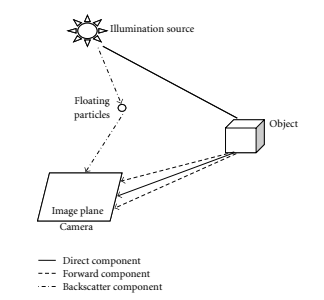 Illumination source
Floating
particles
Object
Image plane
Camera
Direct component
Forward component
Backscatter component